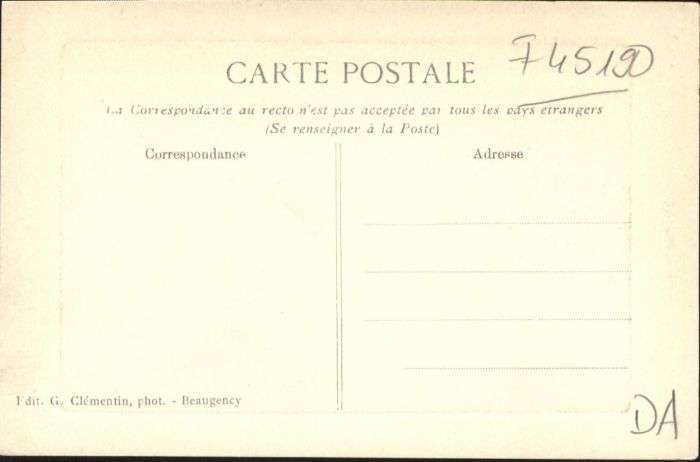 F45190
CARTE POSTALE
La Correspondance au recto n'est pas acceptée par tous les pays etrangers
(Se renseigner à la Poste)
Correspondance
Adresse
Edit. G. Clémentin, phot. - Beaugency
DA